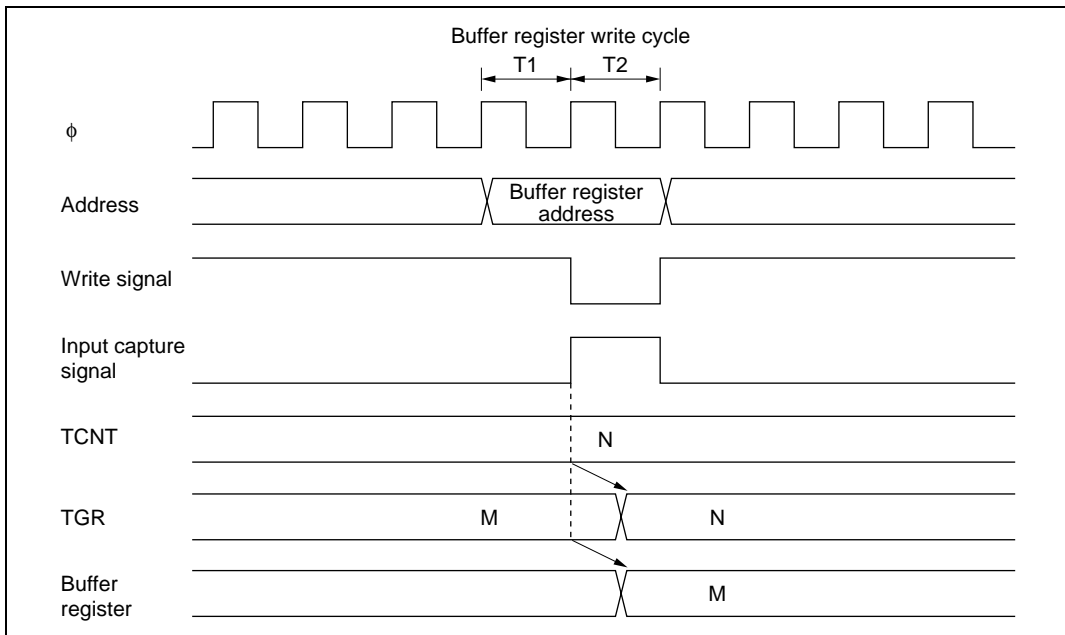 Buffer register write cycle
T1 T2
ϕ
Address
Buffer register
address
Write signal
Input capture
signal
TCNT
N
TGR
M N
Buffer
register
M